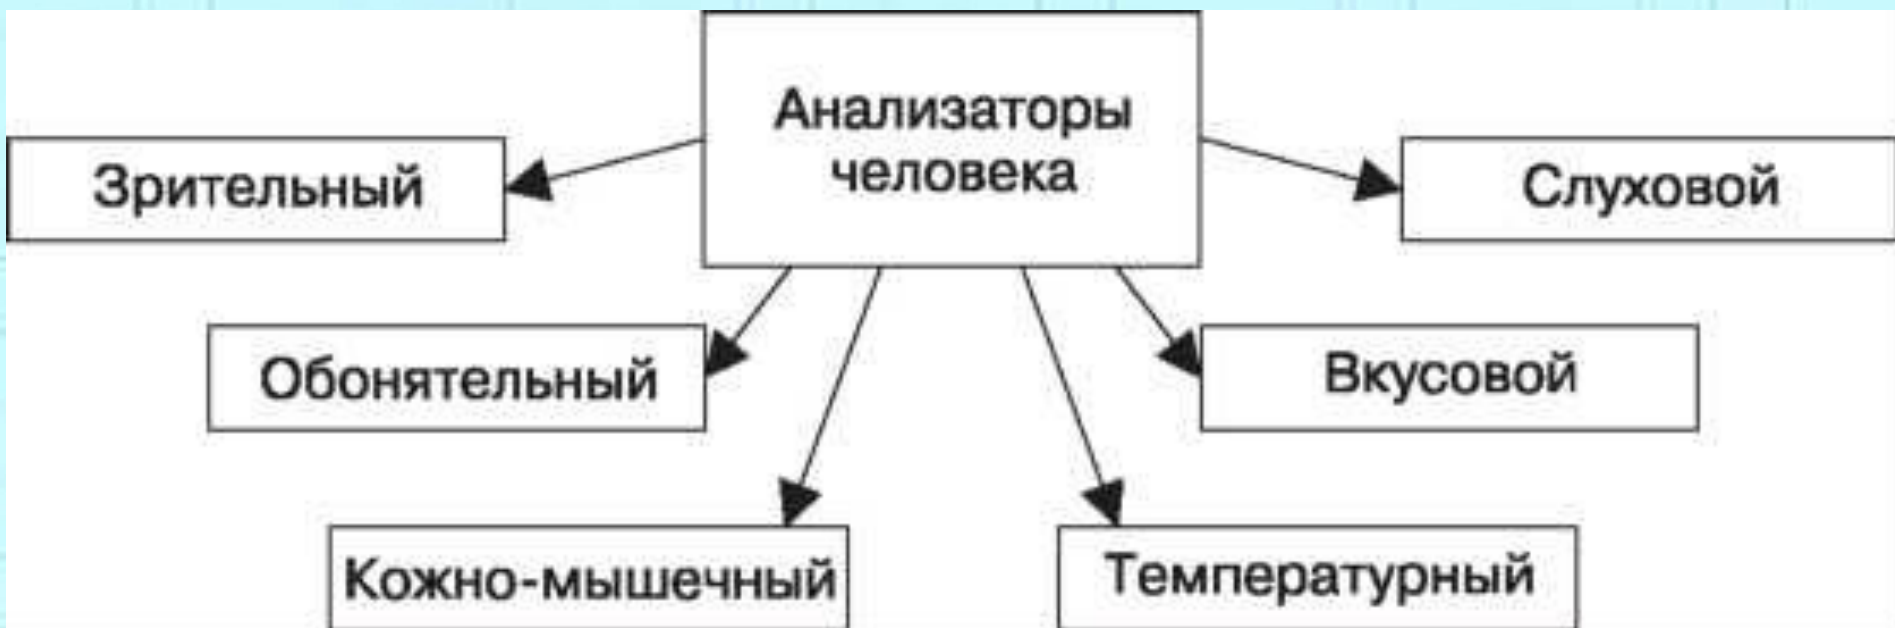 Анализаторы
человека
Зрительный
Слуховой
Обонятельный
Вкусовой
Кожно-мышечный
Температурный